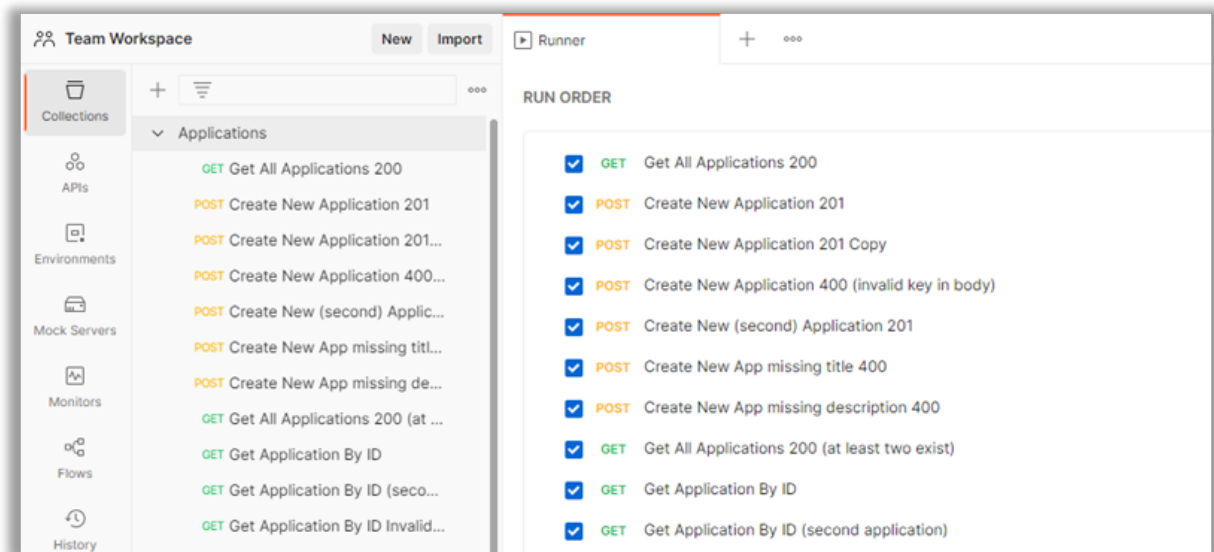 Team Workspace
New
Import
Runner
Collections
APIs
Environments
Mock Servers
Monitors
Flows
History
Applications
GET Get All Applications 200
POST Create New Application 201
POST Create New Application 201...
POST Create New Application 400...
POST Create New (second) Applic...
POST Create New App missing titl...
POST Create New App missing de...
GET Get All Applications 200 (at ...
GET Get Application By ID
GET Get Application By ID (seco...
GET Get Application By ID Invalid...
RUN ORDER
GET Get All Applications 200
POST Create New Application 201
POST Create New Application 201 Copy
POST Create New Application 400 (invalid key in body)
POST Create New (second) Application 201
POST Create New App missing title 400
POST Create New App missing description 400
GET Get All Applications 200 (at least two exist)
GET Get Application By ID
GET Get Application By ID (second application)